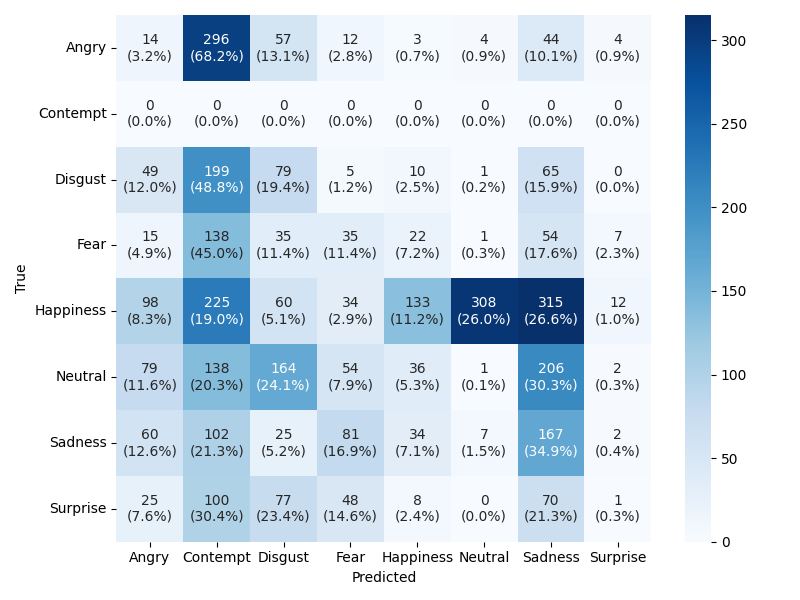 Angry 14 296 57 12 3 4 44 4 300
(3.2%) (68.2%) (13.1%) (2.8%) (0.7%) (0.9%) (10.1%) (0.9%)
Contempt 0 0 0 0 0 0 0 0 250
(0.0%) (0.0%) (0.0%) (0.0%) (0.0%) (0.0%) (0.0%) (0.0%)
Disgust 49 199 79 5 10 1 65 0 200
(12.0%) (48.8%) (19.4%) (1.2%) (2.5%) (0.2%) (15.9%) (0.0%)
Fear 15 138 35 35 22 1 54 7
(4.9%) (45.0%) (11.4%) (11.4%) (7.2%) (0.3%) (17.6%) (2.3%)
True
Happiness 98 225 60 34 133 308 315 12 150
(8.3%) (19.0%) (5.1%) (2.9%) (11.2%) (26.0%) (26.6%) (1.0%)
Neutral 79 138 164 54 36 1 206 2 100
(11.6%) (20.3%) (24.1%) (7.9%) (5.3%) (0.1%) (30.3%) (0.3%)
Sadness 60 102 25 81 34 7 167 2 50
(12.6%) (21.3%) (5.2%) (16.9%) (7.1%) (1.5%) (34.9%) (0.4%)
Surprise 25 100 77 48 8 0 70 1
(7.6%) (30.4%) (23.4%) (14.6%) (2.4%) (0.0%) (21.3%) (0.3%) 0
Angry Contempt Disgust Fear Happiness Neutral Sadness Surprise
Predicted